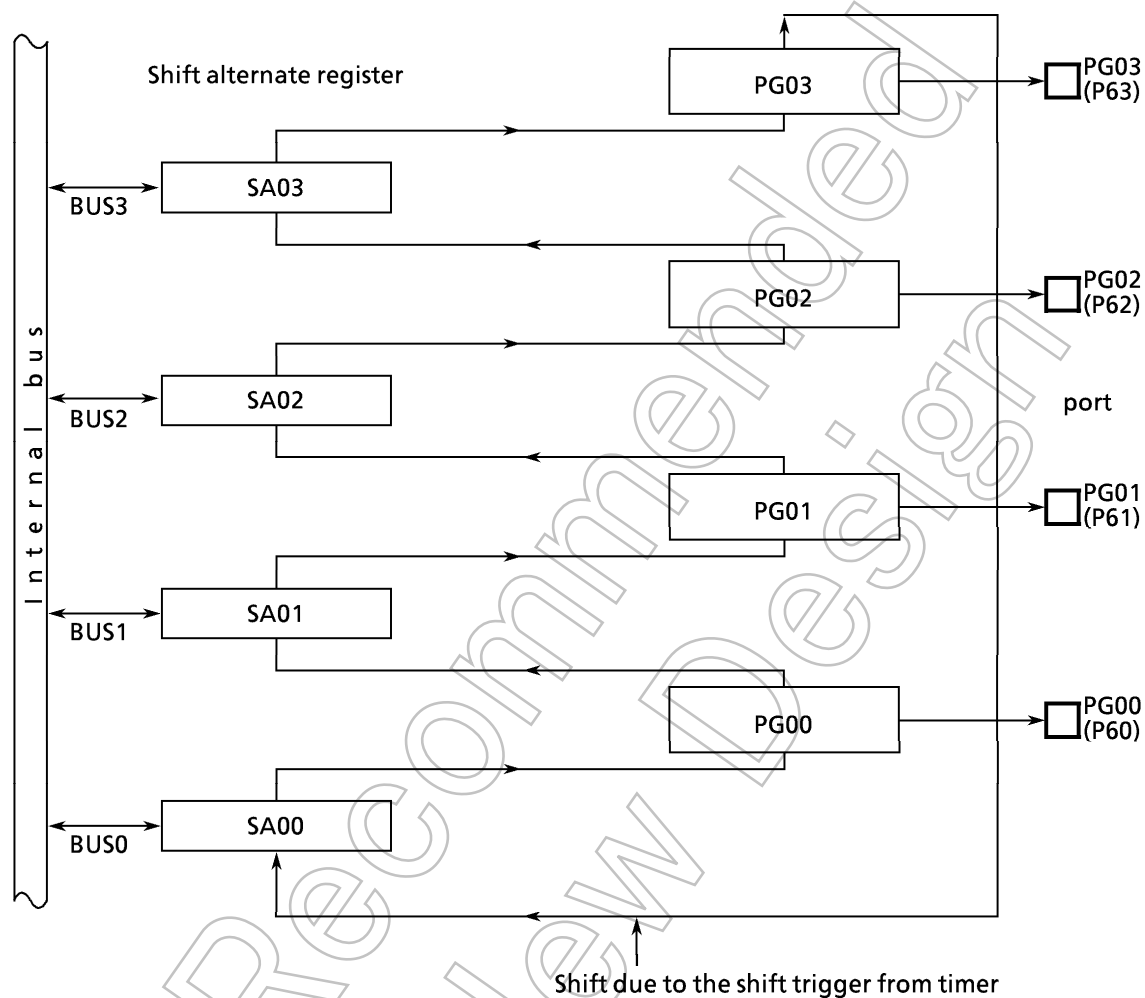 Shift alternate register
PG03
PG03
(P63)
SA03
BUS3
PG02
PG02
(P62)
SA02
BUS2
port
Internal bus
PG01
PG01
(P61)
SA01
BUS1
PG00
PG00
(P60)
SA00
BUS0
Shift due to the shift trigger from timer
Recommended
New Design